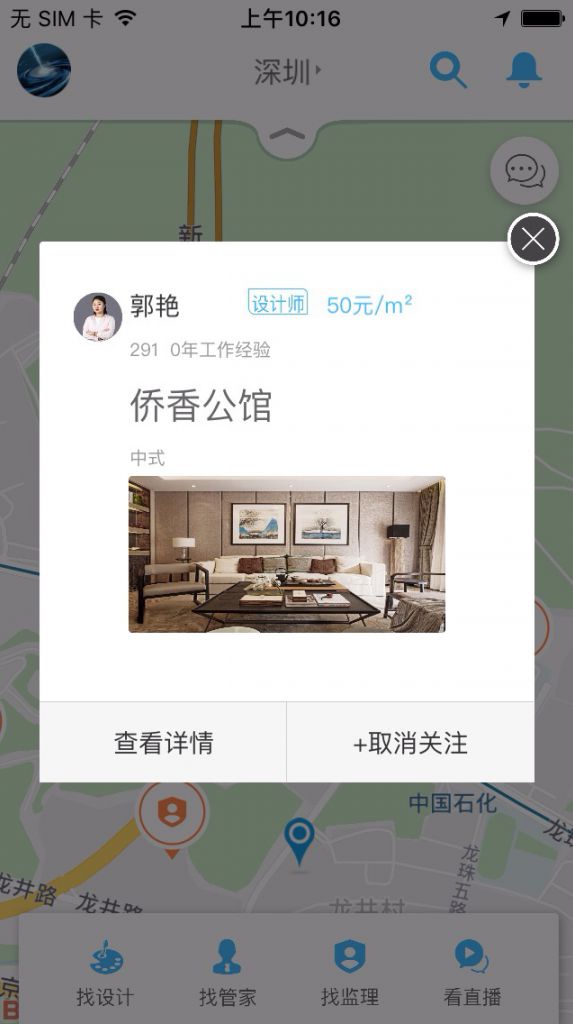 无 SIM 卡
上午10:16
深圳
新
郭艳
设计师
50元/m²
291 0年工作经验
侨香公馆
中式
查看详情
+取消关注
中国石化
龙珠五路
龙
龙井路
龙井路
龙井村
京
B
找设计
找管家
找监理
看直播